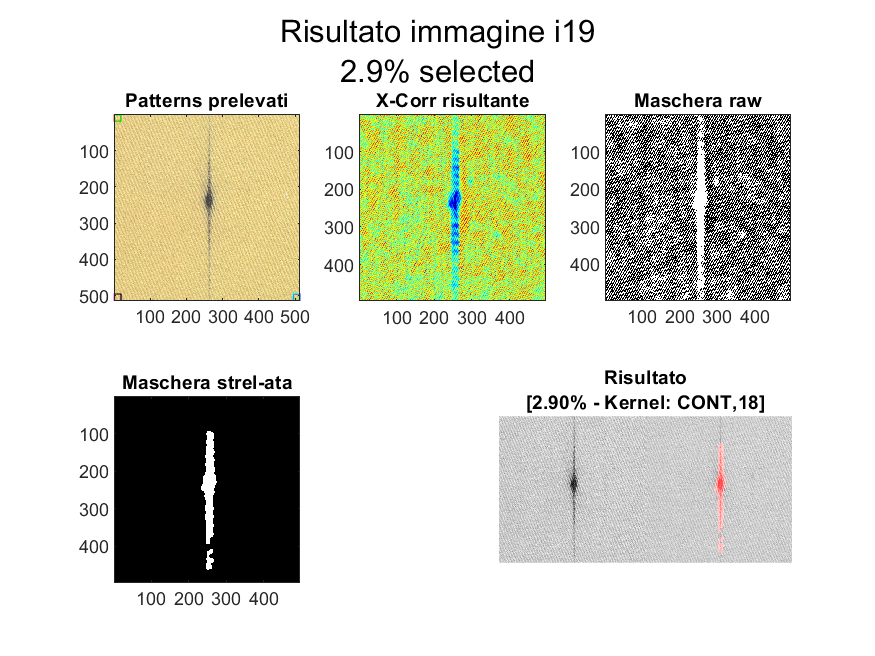 Risultato immagine i19
2.9% selected
Patterns prelevati
100
200
300
400
500
100 200 300 400 500
X-Corr risultante
100
200
300
400
100 200 300 400
Maschera raw
100
200
300
400
100 200 300 400
Maschera strel-ata
100
200
300
400
100 200 300 400
Risultato
[2.90% - Kernel: CONT,18]